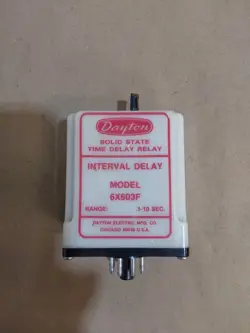 Dayton
SOLID STATE
TIME DELAY RELAY
INTERVAL DELAY
MODEL
6X603F
RANGE: 1-10 SEC.
DAYTON ELECTRIC MFG. CO.
CHICAGO 60648 U.S.A.